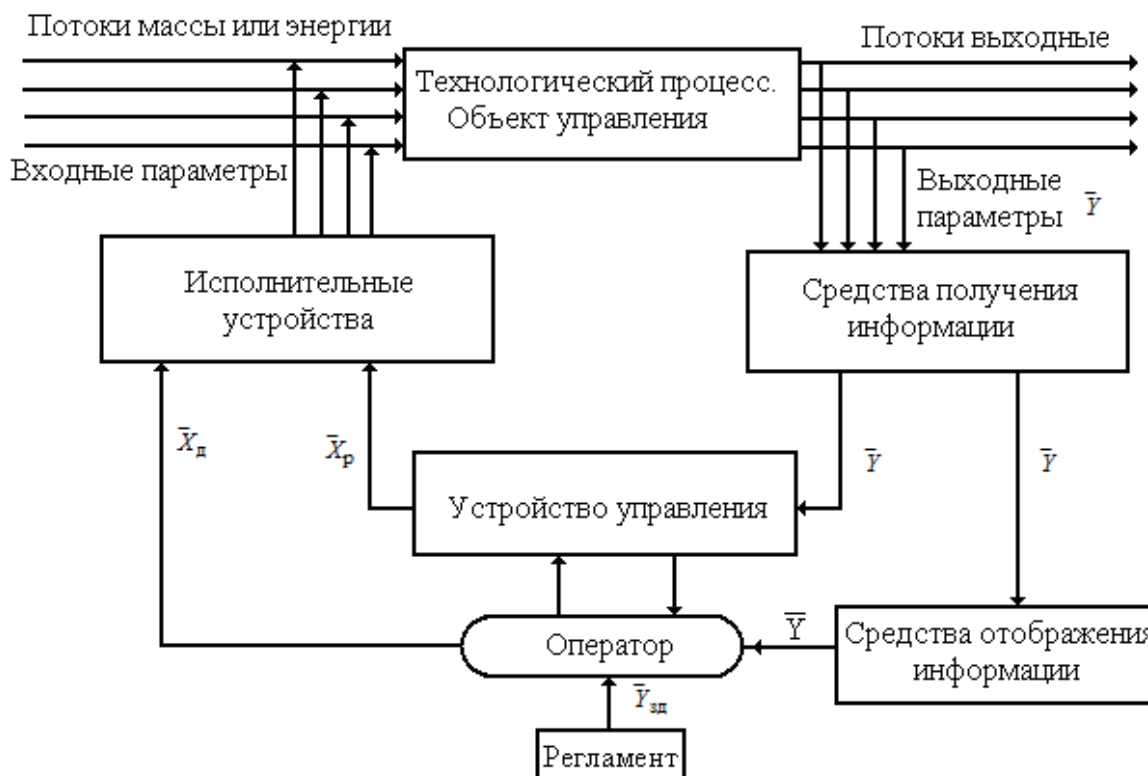 Потоки массы или энергии
Потоки выходные
Технологический процесс.
Объект управления
Входные параметры
Выходные
параметры Y̅
Исполнительные
устройства
Средства получения
информации
X̅д
X̅р
Y̅
Y̅
Устройство управления
Оператор
Y̅
Средства отображения
информации
Y̅зд
Регламент